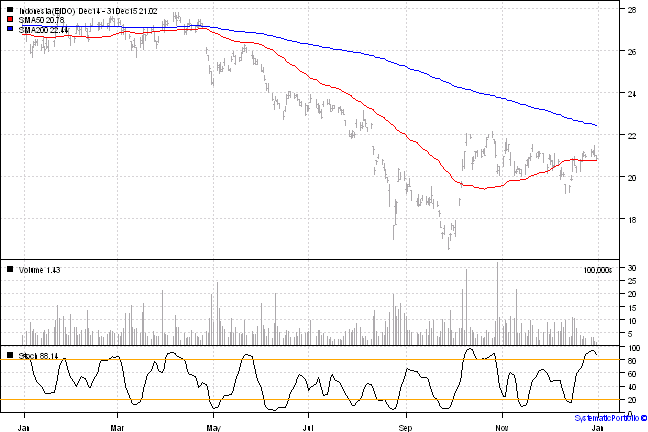 Indonesia(EIDO) Dec14 - 31Dec15 21.02
SMA50 20.78
SMA200 22.44
28
26
24
22
20
18
Volume 1.43
100,000s
30
25
20
15
10
5
Stoch 88.14
100
80
60
40
20
0
Jan Mar May Jul Sep Nov Jan
SystematicPortfolio ©